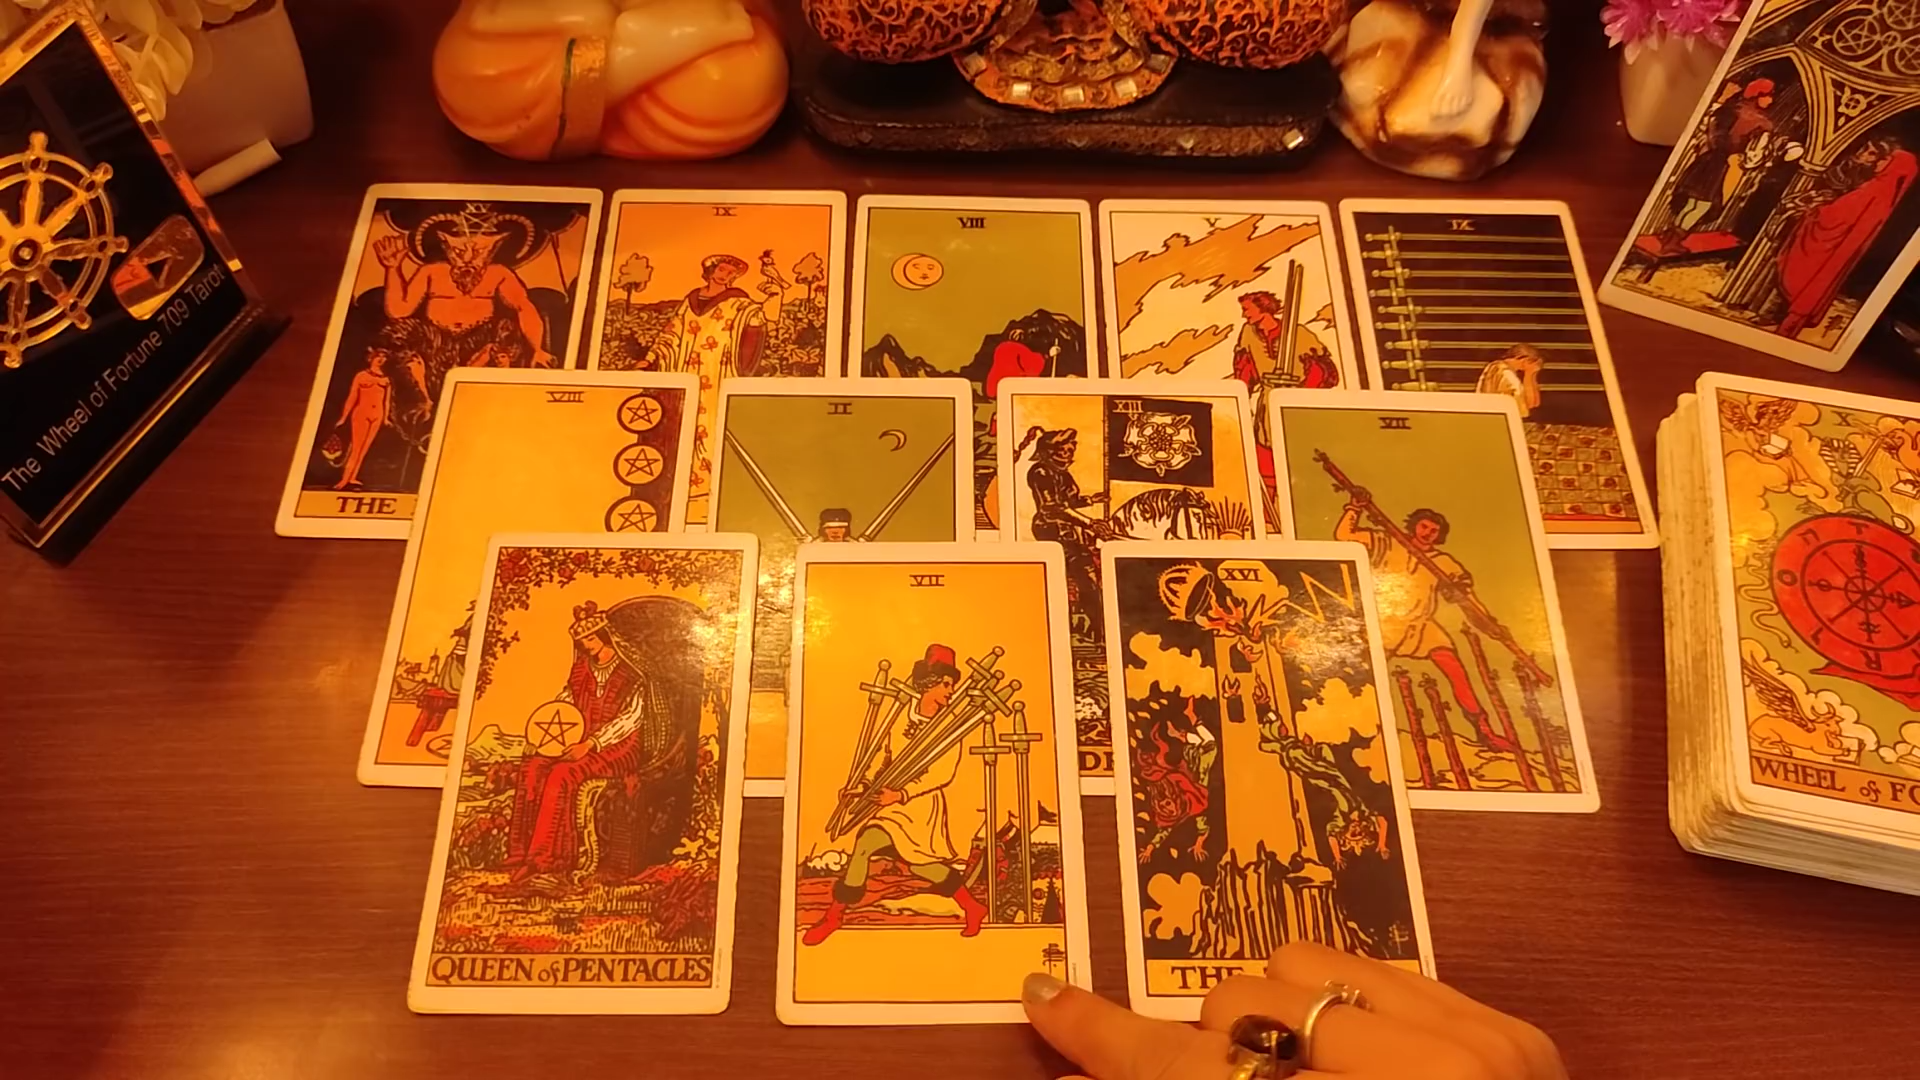 The Wheel of Fortune 709 Tarot
XV
THE
IX
VIII
V
IX
VIII
II
XIII
DE
VII
QUEEN of PENTACLES
VII
XVI
THE
X
WHEEL of FO